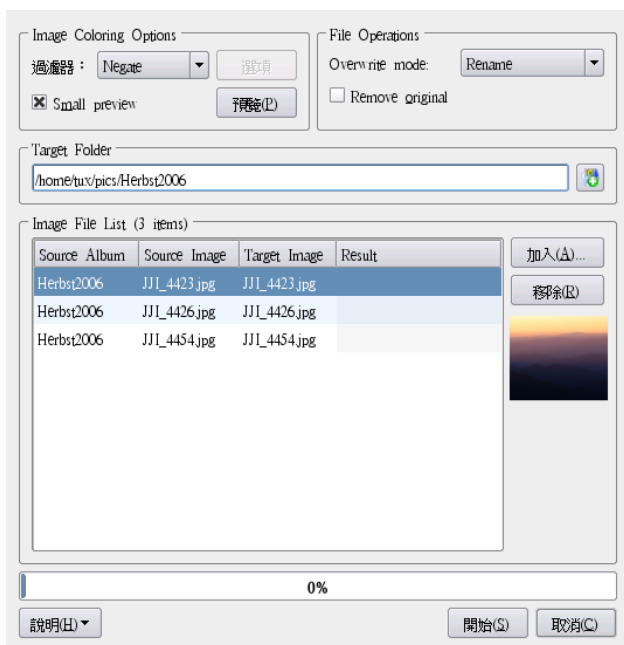 Image Coloring Options
過濾器： Negate 選項
Small preview 預覽(P)
File Operations
Overwrite mode: Rename
Remove original
Target Folder
/home/tux/pics/Herbst2006
Image File List (3 items)
Source Album Source Image Target Image Result
Herbst2006 JJI_4423.jpg JJI_4423.jpg
Herbst2006 JJI_4426.jpg JJI_4426.jpg
Herbst2006 JJI_4454.jpg JJI_4454.jpg
加入(A)...
移除(R)
0%
說明(H) 開始(S) 取消(C)